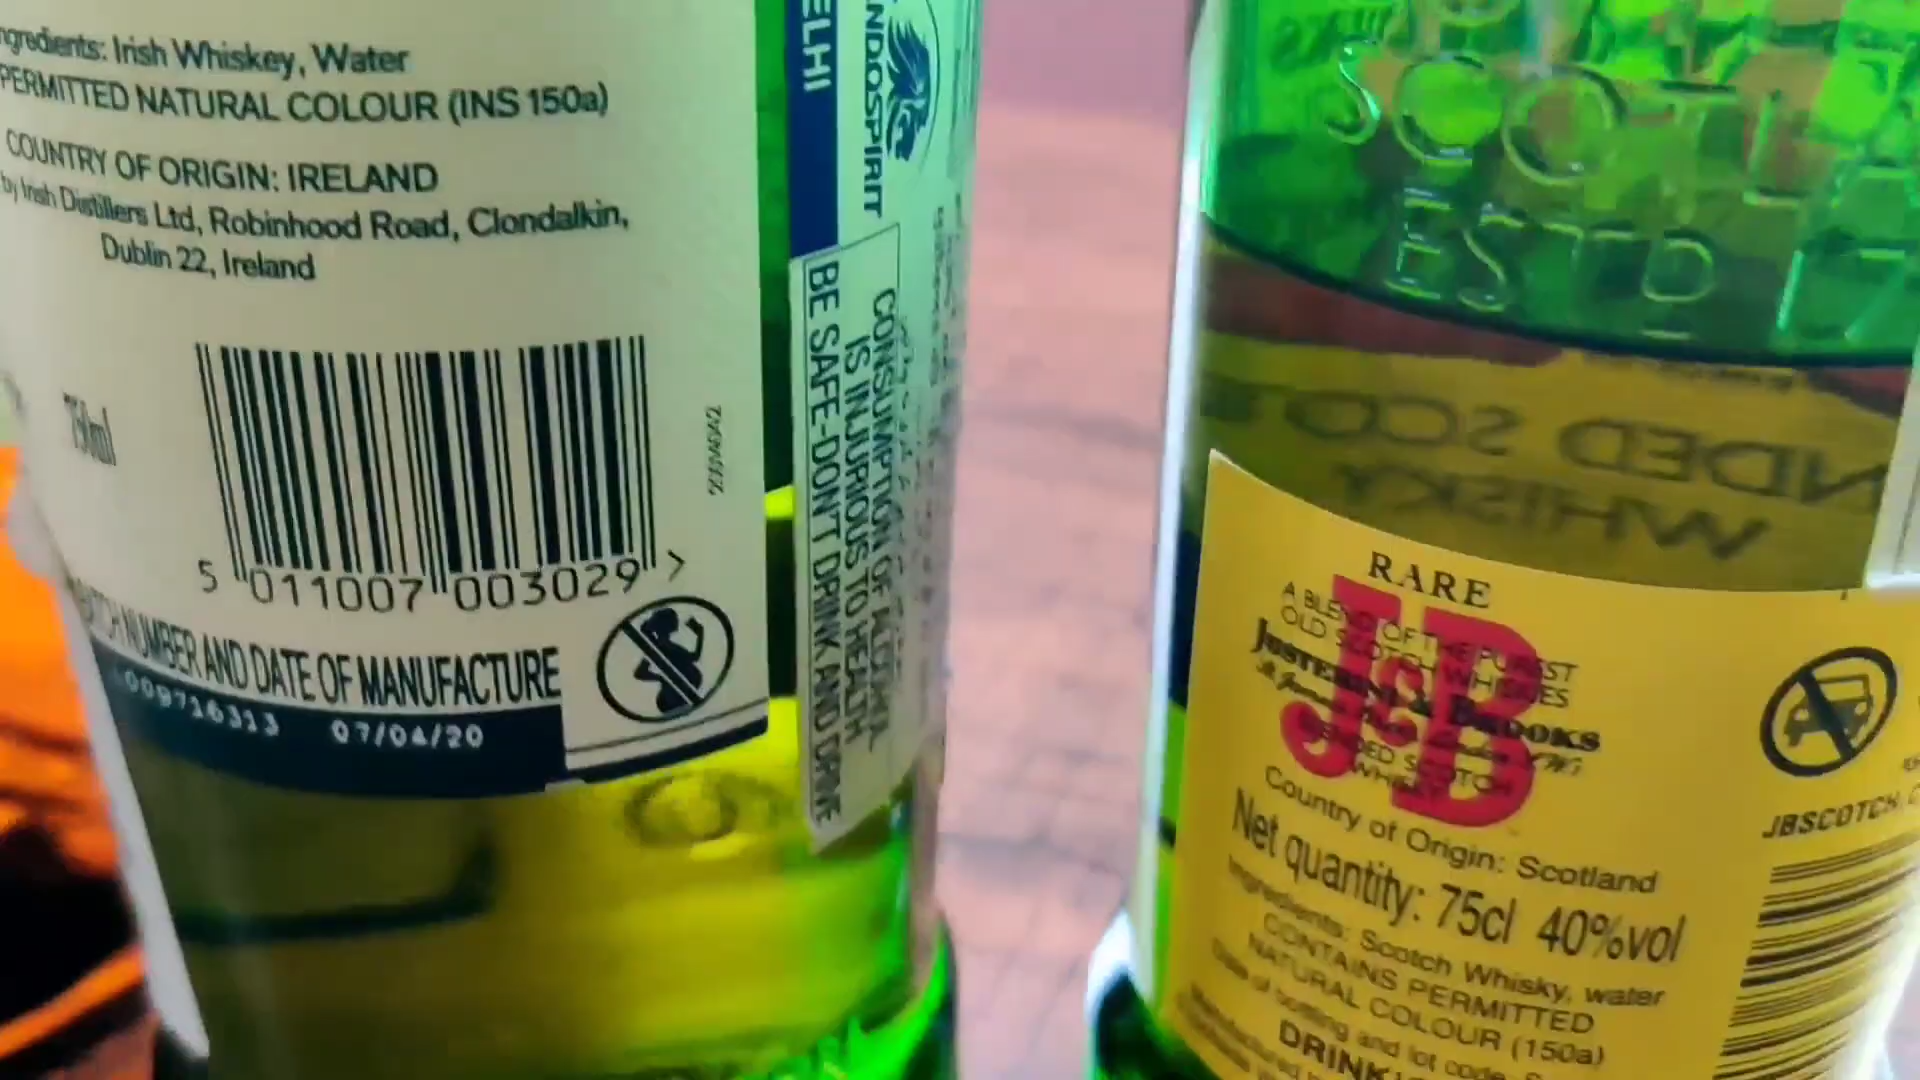 Irish Whiskey, Water
PERMITTED NATURAL COLOUR (INS 150a)
COUNTRY OF ORIGIN: IRELAND
by Irish Distillers Ltd, Robinhood Road, Clondalkin,
Dublin 22, Ireland
750ml
5 011007 003029 >
NUMBER AND DATE OF MANUFACTURE
009716313 07/04/20
ELHI
INDOSPIRIT
CONSUMPTION OF ALCOHOL
IS INJURIOUS TO HEALTH.
BE SAFE-DON'T DRINK AND DRIVE
ESTD 17
WHISKY
RARE
J&B
A BLEND OF THE PUREST
OLD SCOTCH WHISKIES
JUSTERINI & BROOKS
BLENDED SCOTCH
WHISKY
Country of Origin: Scotland
Net quantity: 75cl 40%vol
Ingredients: Scotch Whisky, water
CONTAINS PERMITTED
NATURAL COLOUR (150a)
Date of bottling and lot code.
DRINK
JBSCOTCH.